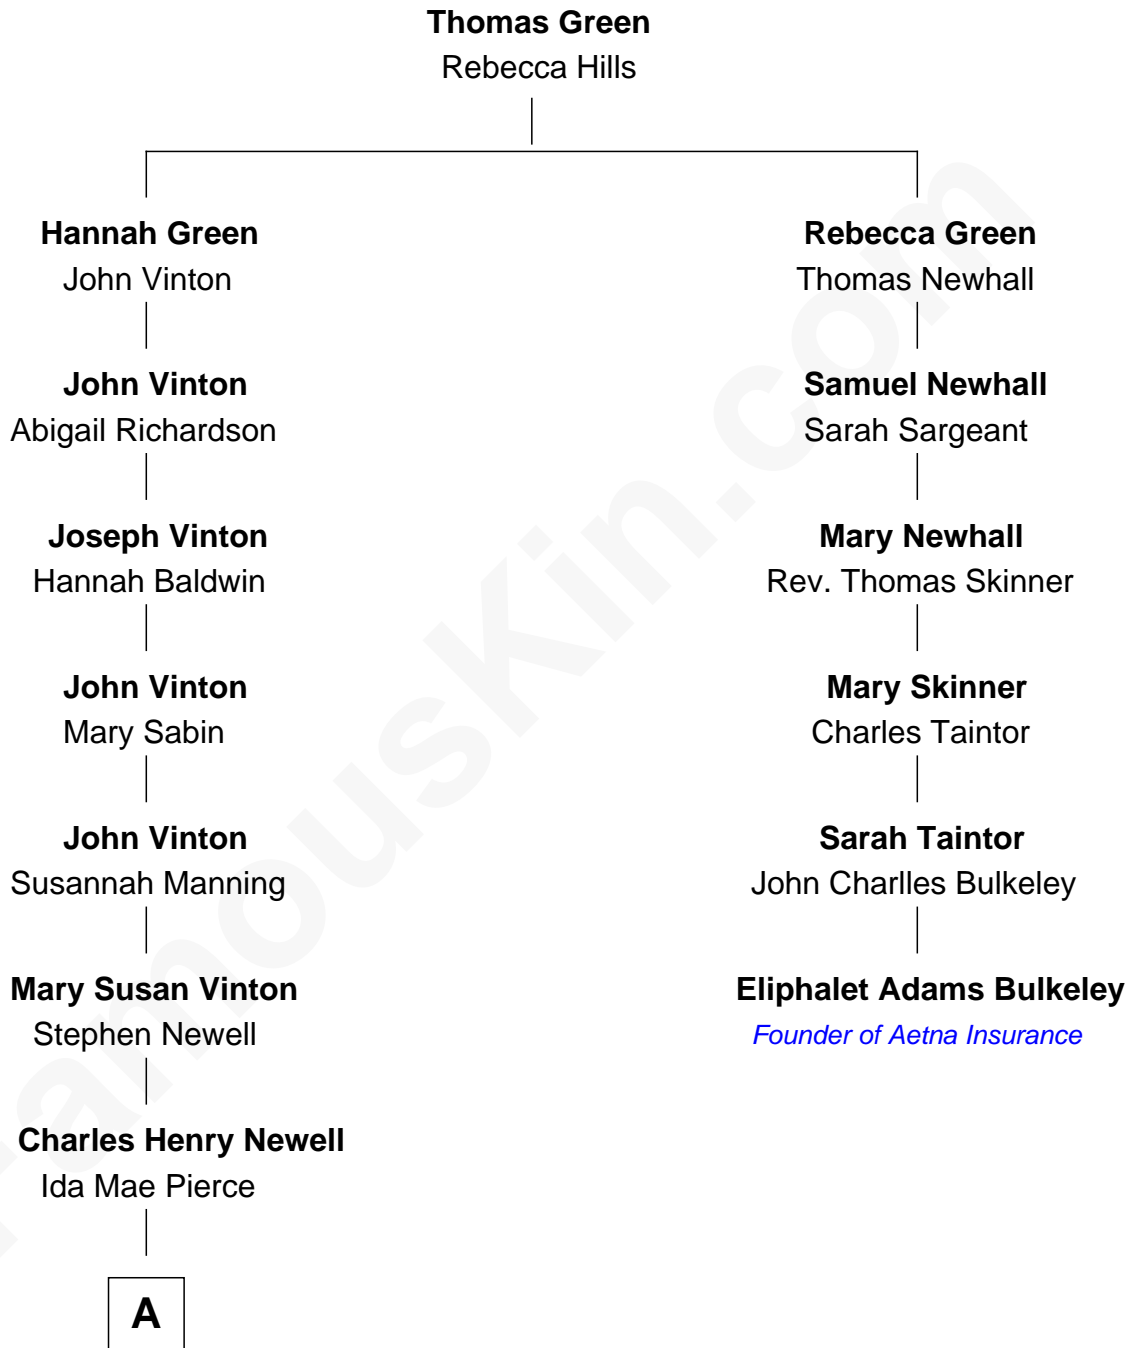 Thomas Green
Rebecca Hills
Hannah Green
John Vinton
John Vinton
Abigail Richardson
Joseph Vinton
Hannah Baldwin
John Vinton
Mary Sabin
John Vinton
Susannah Manning
Mary Susan Vinton
Stephen Newell
Charles Henry Newell
Ida Mae Pierce
A
Rebecca Green
Thomas Newhall
Samuel Newhall
Sarah Sargeant
Mary Newhall
Rev. Thomas Skinner
Mary Skinner
Charles Taintor
Sarah Taintor
John Charlles Bulkeley
Eliphalet Adams Bulkeley
Founder of Aetna Insurance
FamousKin.com